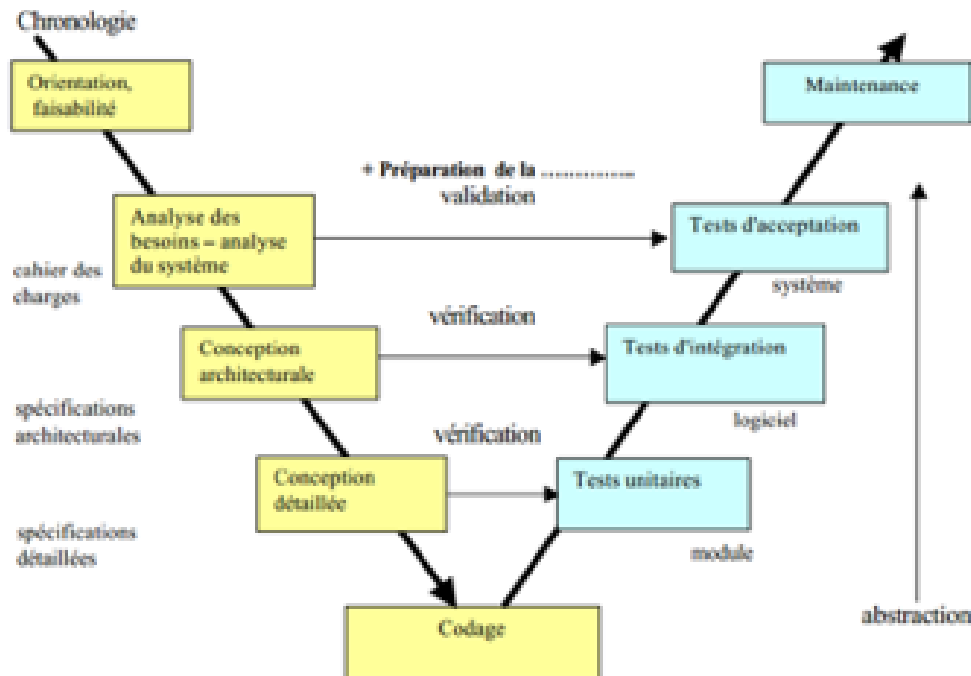 Chronologie
Orientation,
faisabilité
Maintenance
+ Préparation de la ..............
validation
Analyse des
besoins – analyse
du système
Tests d'acceptation
cahier des
charges
système
vérification
Conception
architecturale
Tests d'intégration
spécifications
architecturales
logiciel
vérification
Conception
détaillée
Tests unitaires
spécifications
détaillées
module
abstraction
Codage